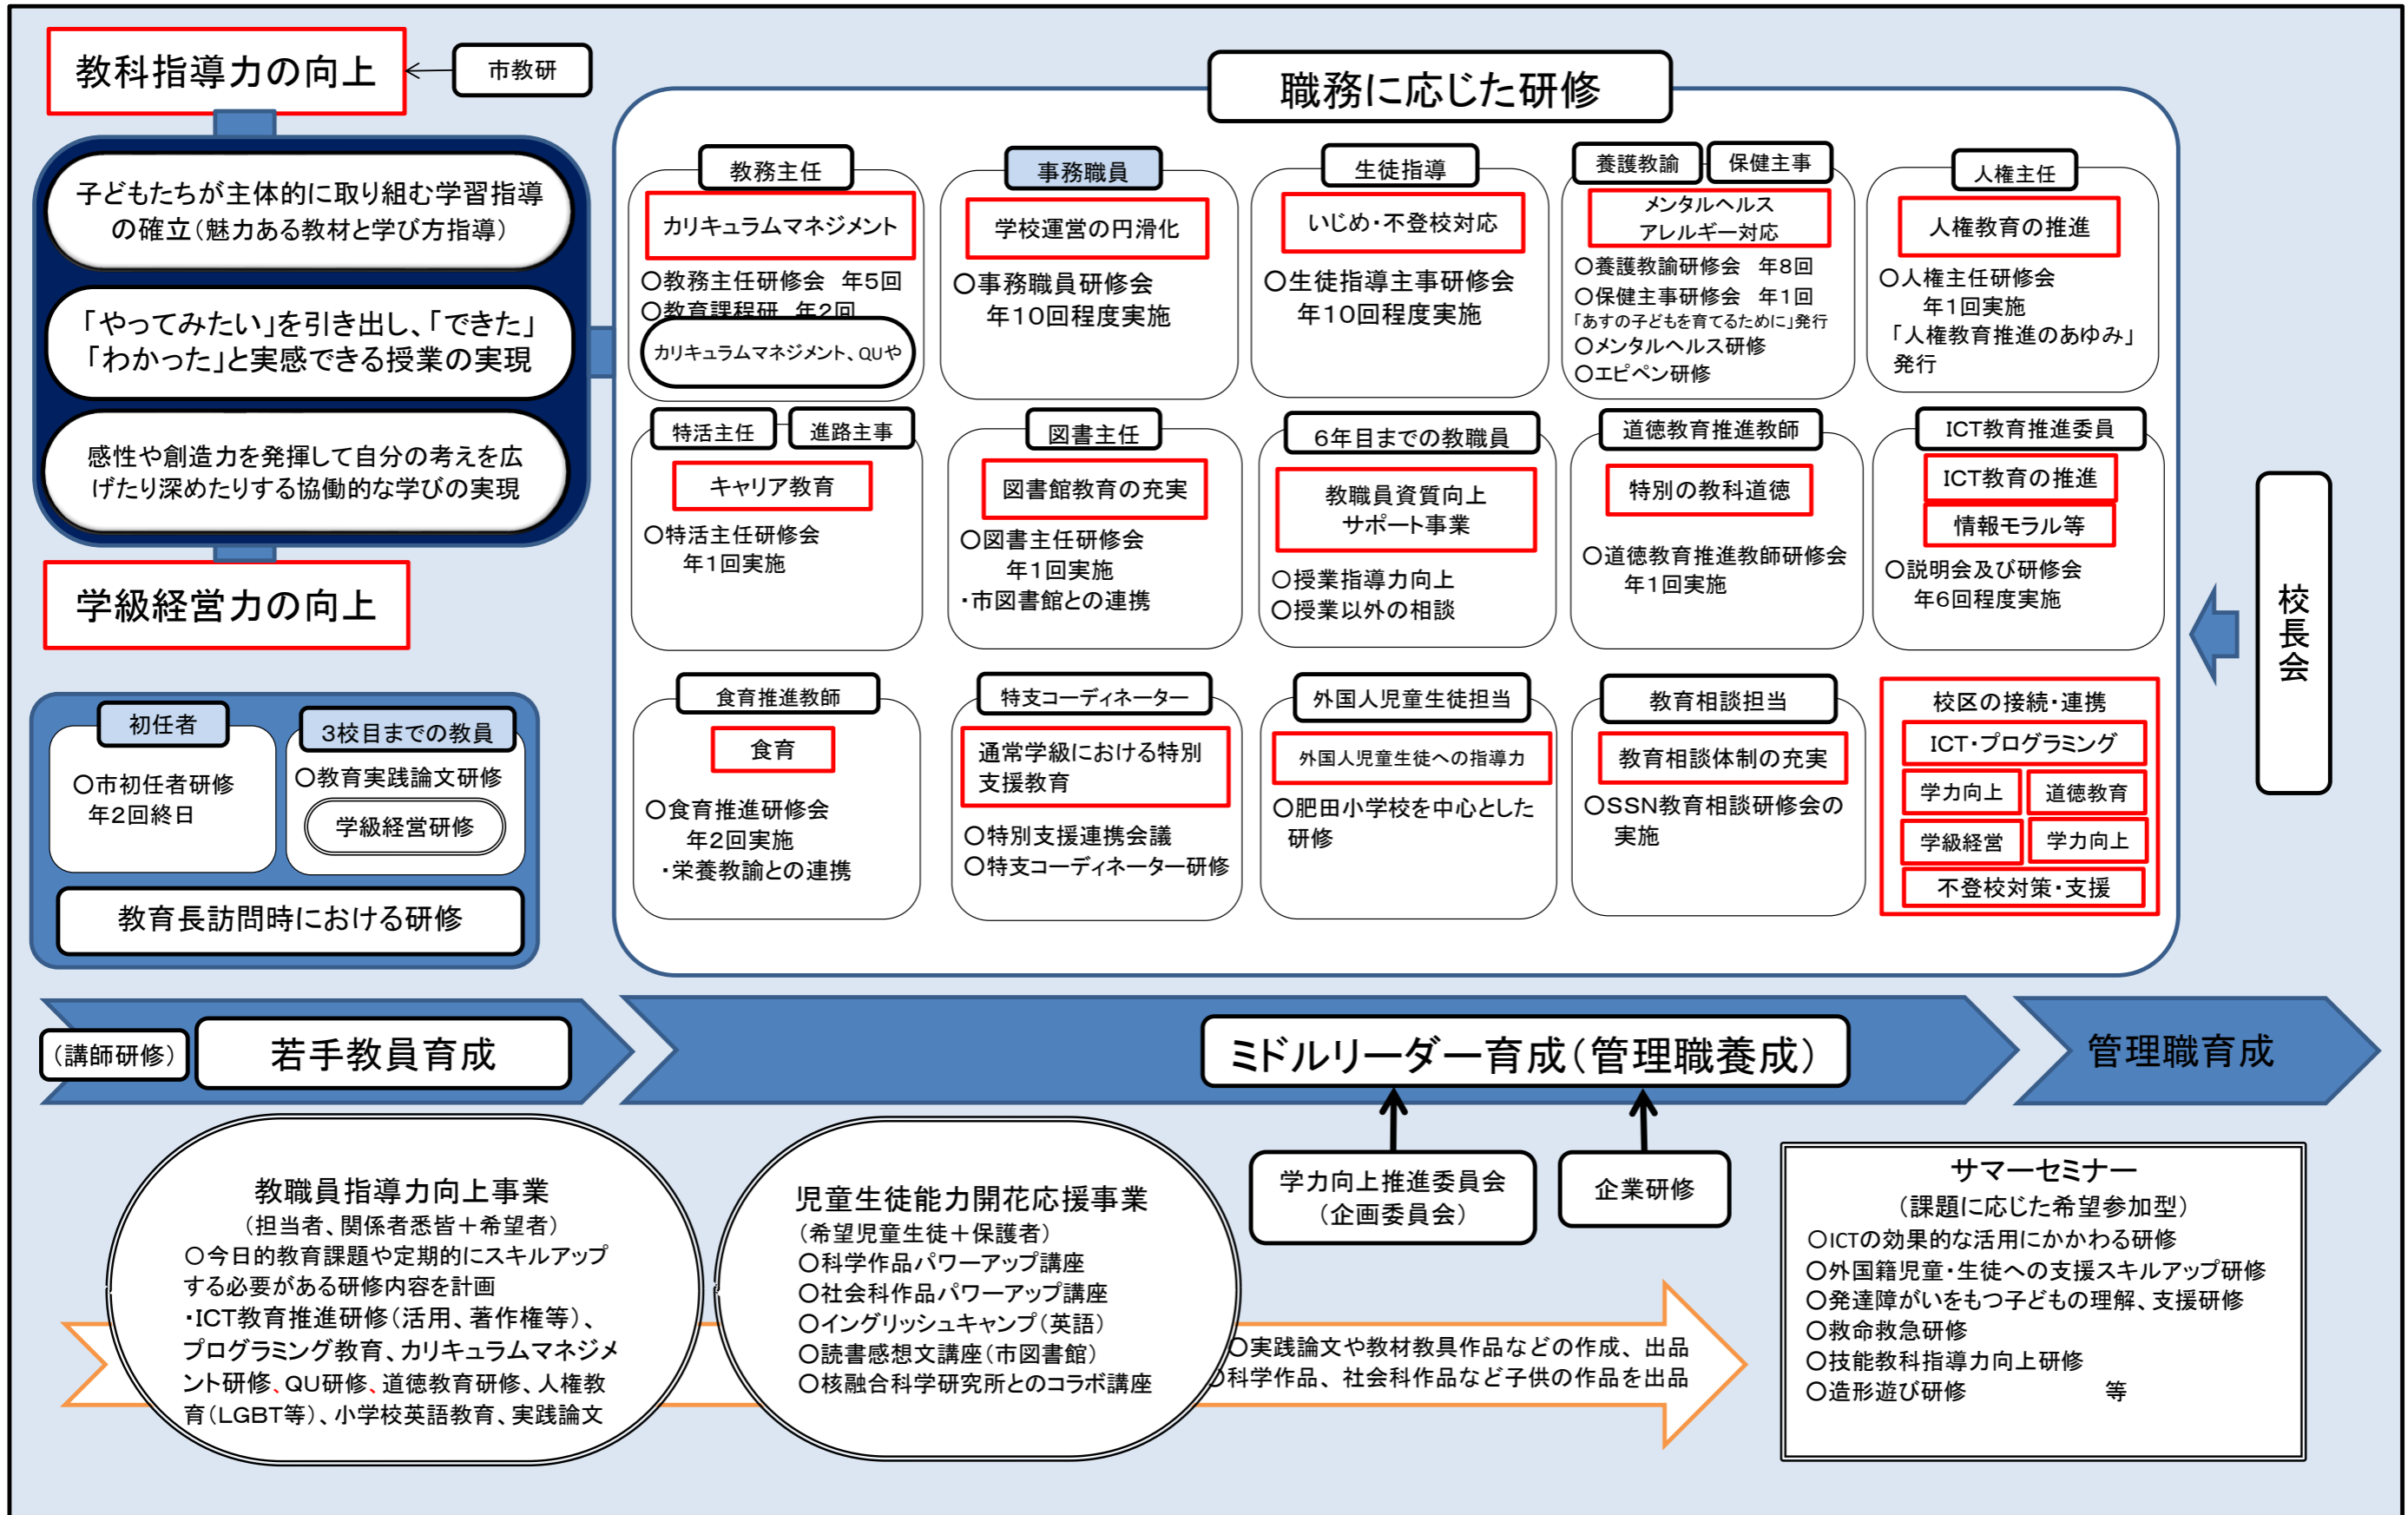 教科指導力の向上
市教研
子どもたちが主体的に取り組む学習指導
の確立（魅力ある教材と学び方指導）
「やってみたい」を引き出し、「できた」
「わかった」と実感できる授業の実現
感性や創造力を発揮して自分の考えを広
げたり深めたりする協働的な学びの実現
学級経営力の向上
初任者
○市初任者研修
年２回終日
３校目までの教員
○教育実践論文研修
学級経営研修
教育長訪問時における研修
職務に応じた研修
教務主任
カリキュラムマネジメント
○教務主任研修会　年５回
○教育課程研　年２回
カリキュラムマネジメント、QUや
事務職員
学校運営の円滑化
○事務職員研修会
年１０回程度実施
生徒指導
いじめ・不登校対応
○生徒指導主事研修会
年１０回程度実施
養護教諭
保健主事
メンタルヘルス
アレルギー対応
○養護教諭研修会　年８回
○保健主事研修会　年１回
「あすの子どもを育てるために」発行
○メンタルヘルス研修
○エピペン研修
人権主任
人権教育の推進
○人権主任研修会
年１回実施
「人権教育推進のあゆみ」
発行
特活主任
進路主事
キャリア教育
○特活主任研修会
年１回実施
図書主任
図書館教育の充実
○図書主任研修会
年１回実施
・市図書館との連携
６年目までの教職員
教職員資質向上
サポート事業
○授業指導力向上
○授業以外の相談
道徳教育推進教師
特別の教科道徳
○道徳教育推進教師研修会
年１回実施
ICT教育推進委員
ICT教育の推進
情報モラル等
○説明会及び研修会
年６回程度実施
食育推進教師
食育
○食育推進研修会
年２回実施
・栄養教諭との連携
特支コーディネーター
通常学級における特別
支援教育
○特別支援連携会議
○特支コーディネーター研修
外国人児童生徒担当
外国人児童生徒への指導力
○肥田小学校を中心とした
研修
教育相談担当
教育相談体制の充実
○SSN教育相談研修会の
実施
校区の接続・連携
ICT・プログラミング
学力向上
道徳教育
学級経営
学力向上
不登校対策・支援
校長会
（講師研修）
若手教員育成
ミドルリーダー育成（管理職養成）
管理職育成
学力向上推進委員会
（企画委員会）
企業研修
教職員指導力向上事業
（担当者、関係者悉皆＋希望者）
○今日的教育課題や定期的にスキルアップ
する必要がある研修内容を計画
・ICT教育推進研修（活用、著作権等）、
プログラミング教育、カリキュラムマネジメ
ント研修、QU研修、道徳教育研修、人権教
育（LGBT等）、小学校英語教育、実践論文
児童生徒能力開花応援事業
（希望児童生徒＋保護者）
○科学作品パワーアップ講座
○社会科作品パワーアップ講座
○イングリッシュキャンプ（英語）
○読書感想文講座（市図書館）
○核融合科学研究所とのコラボ講座
○実践論文や教材教具作品などの作成、出品
○科学作品、社会科作品など子供の作品を出品
サマーセミナー
（課題に応じた希望参加型）
○ICTの効果的な活用にかかわる研修
○外国籍児童・生徒への支援スキルアップ研修
○発達障がいをもつ子どもの理解、支援研修
○救命救急研修
○技能教科指導力向上研修
○造形遊び研修　　　　　等